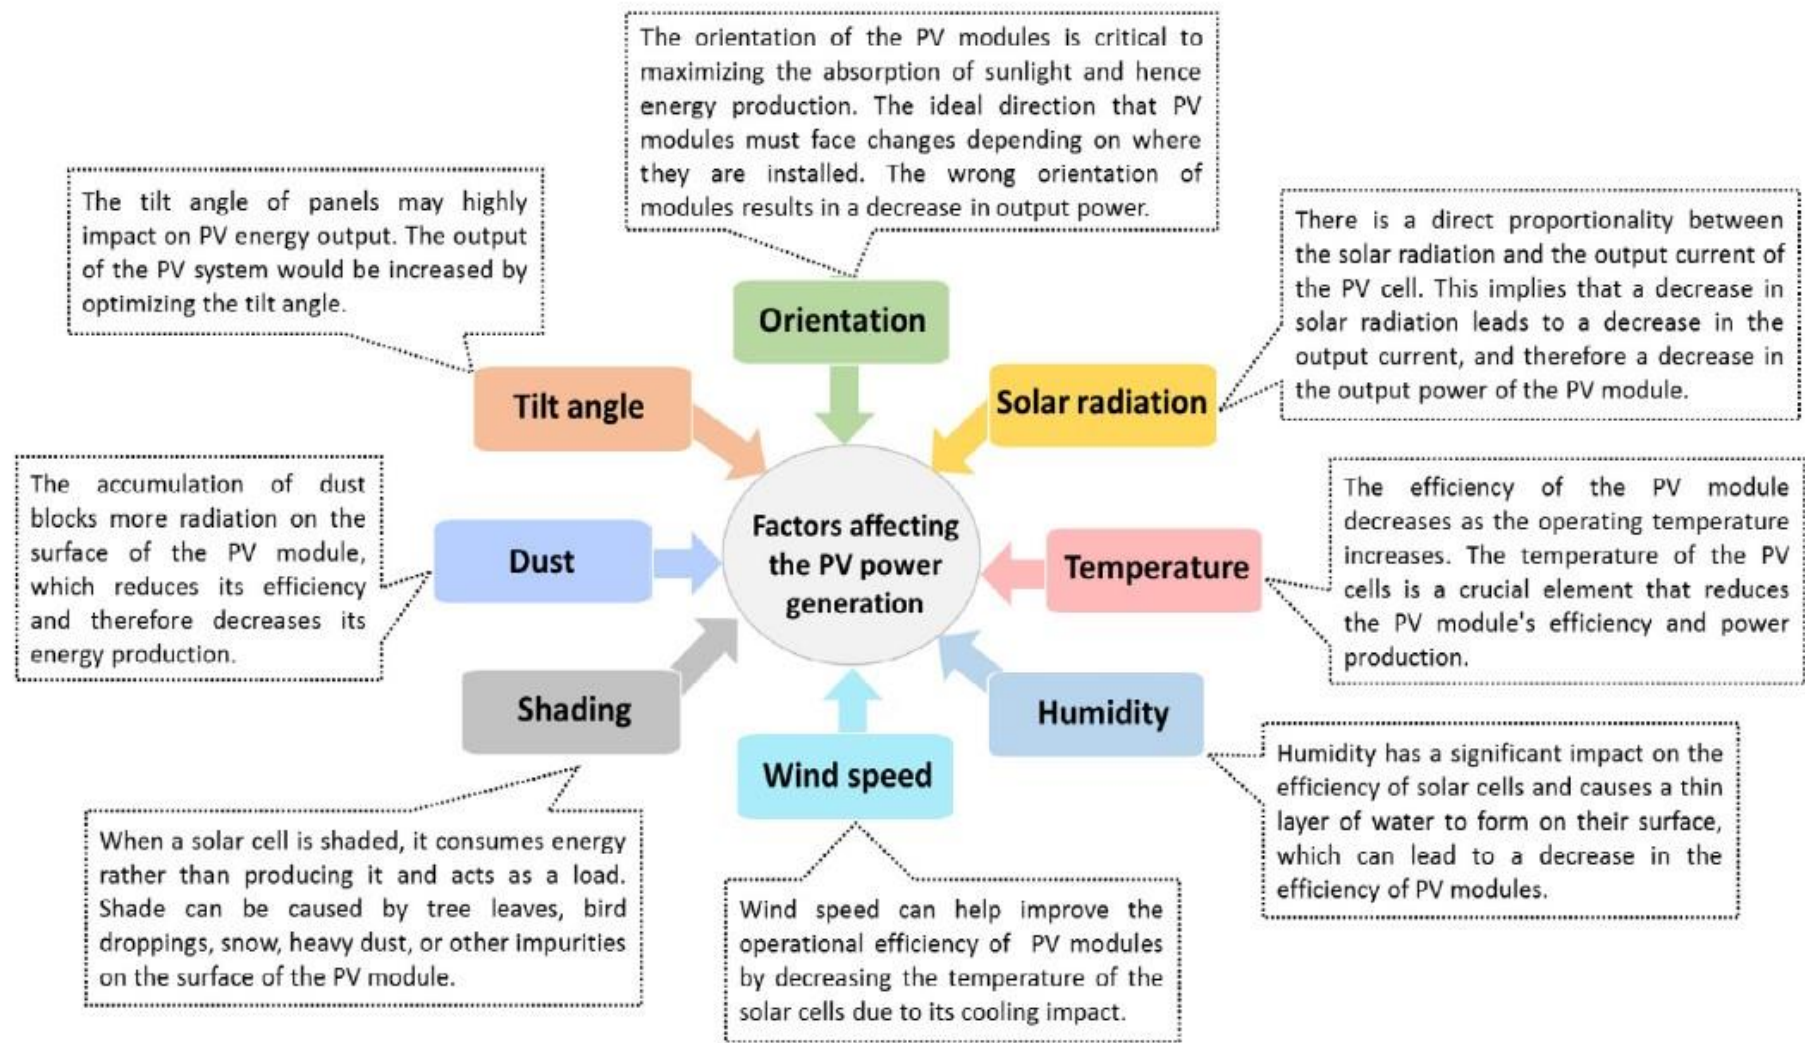 The orientation of the PV modules is critical to
maximizing the absorption of sunlight and hence
energy production. The ideal direction that PV
modules must face changes depending on where
they are installed. The wrong orientation of
modules results in a decrease in output power.
The tilt angle of panels may highly
impact on PV energy output. The output
of the PV system would be increased by
optimizing the tilt angle.
There is a direct proportionality between
the solar radiation and the output current of
the PV cell. This implies that a decrease in
solar radiation leads to a decrease in the
output current, and therefore a decrease in
the output power of the PV module.
Orientation
Tilt angle
Solar radiation
The accumulation of dust
blocks more radiation on the
surface of the PV module,
which reduces its efficiency
and therefore decreases its
energy production.
Dust
Factors affecting
the PV power
generation
Temperature
The efficiency of the PV module
decreases as the operating temperature
increases. The temperature of the PV
cells is a crucial element that reduces
the PV module's efficiency and power
production.
Shading
Wind speed
Humidity
Humidity has a significant impact on the
efficiency of solar cells and causes a thin
layer of water to form on their surface,
which can lead to a decrease in the
efficiency of PV modules.
When a solar cell is shaded, it consumes energy
rather than producing it and acts as a load.
Shade can be caused by tree leaves, bird
droppings, snow, heavy dust, or other impurities
on the surface of the PV module.
Wind speed can help improve the
operational efficiency of PV modules
by decreasing the temperature of the
solar cells due to its cooling impact.